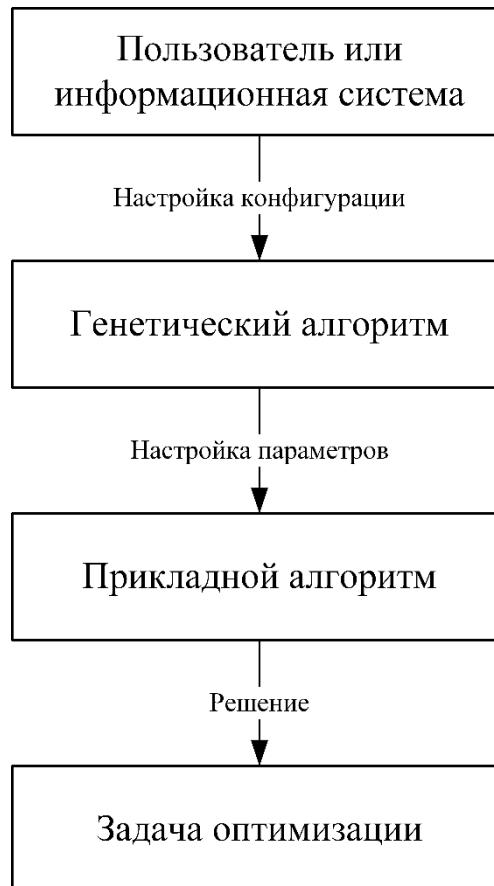 Пользователь или
информационная система
Настройка конфигурации
Генетический алгоритм
Настройка параметров
Прикладной алгоритм
Решение
Задача оптимизации